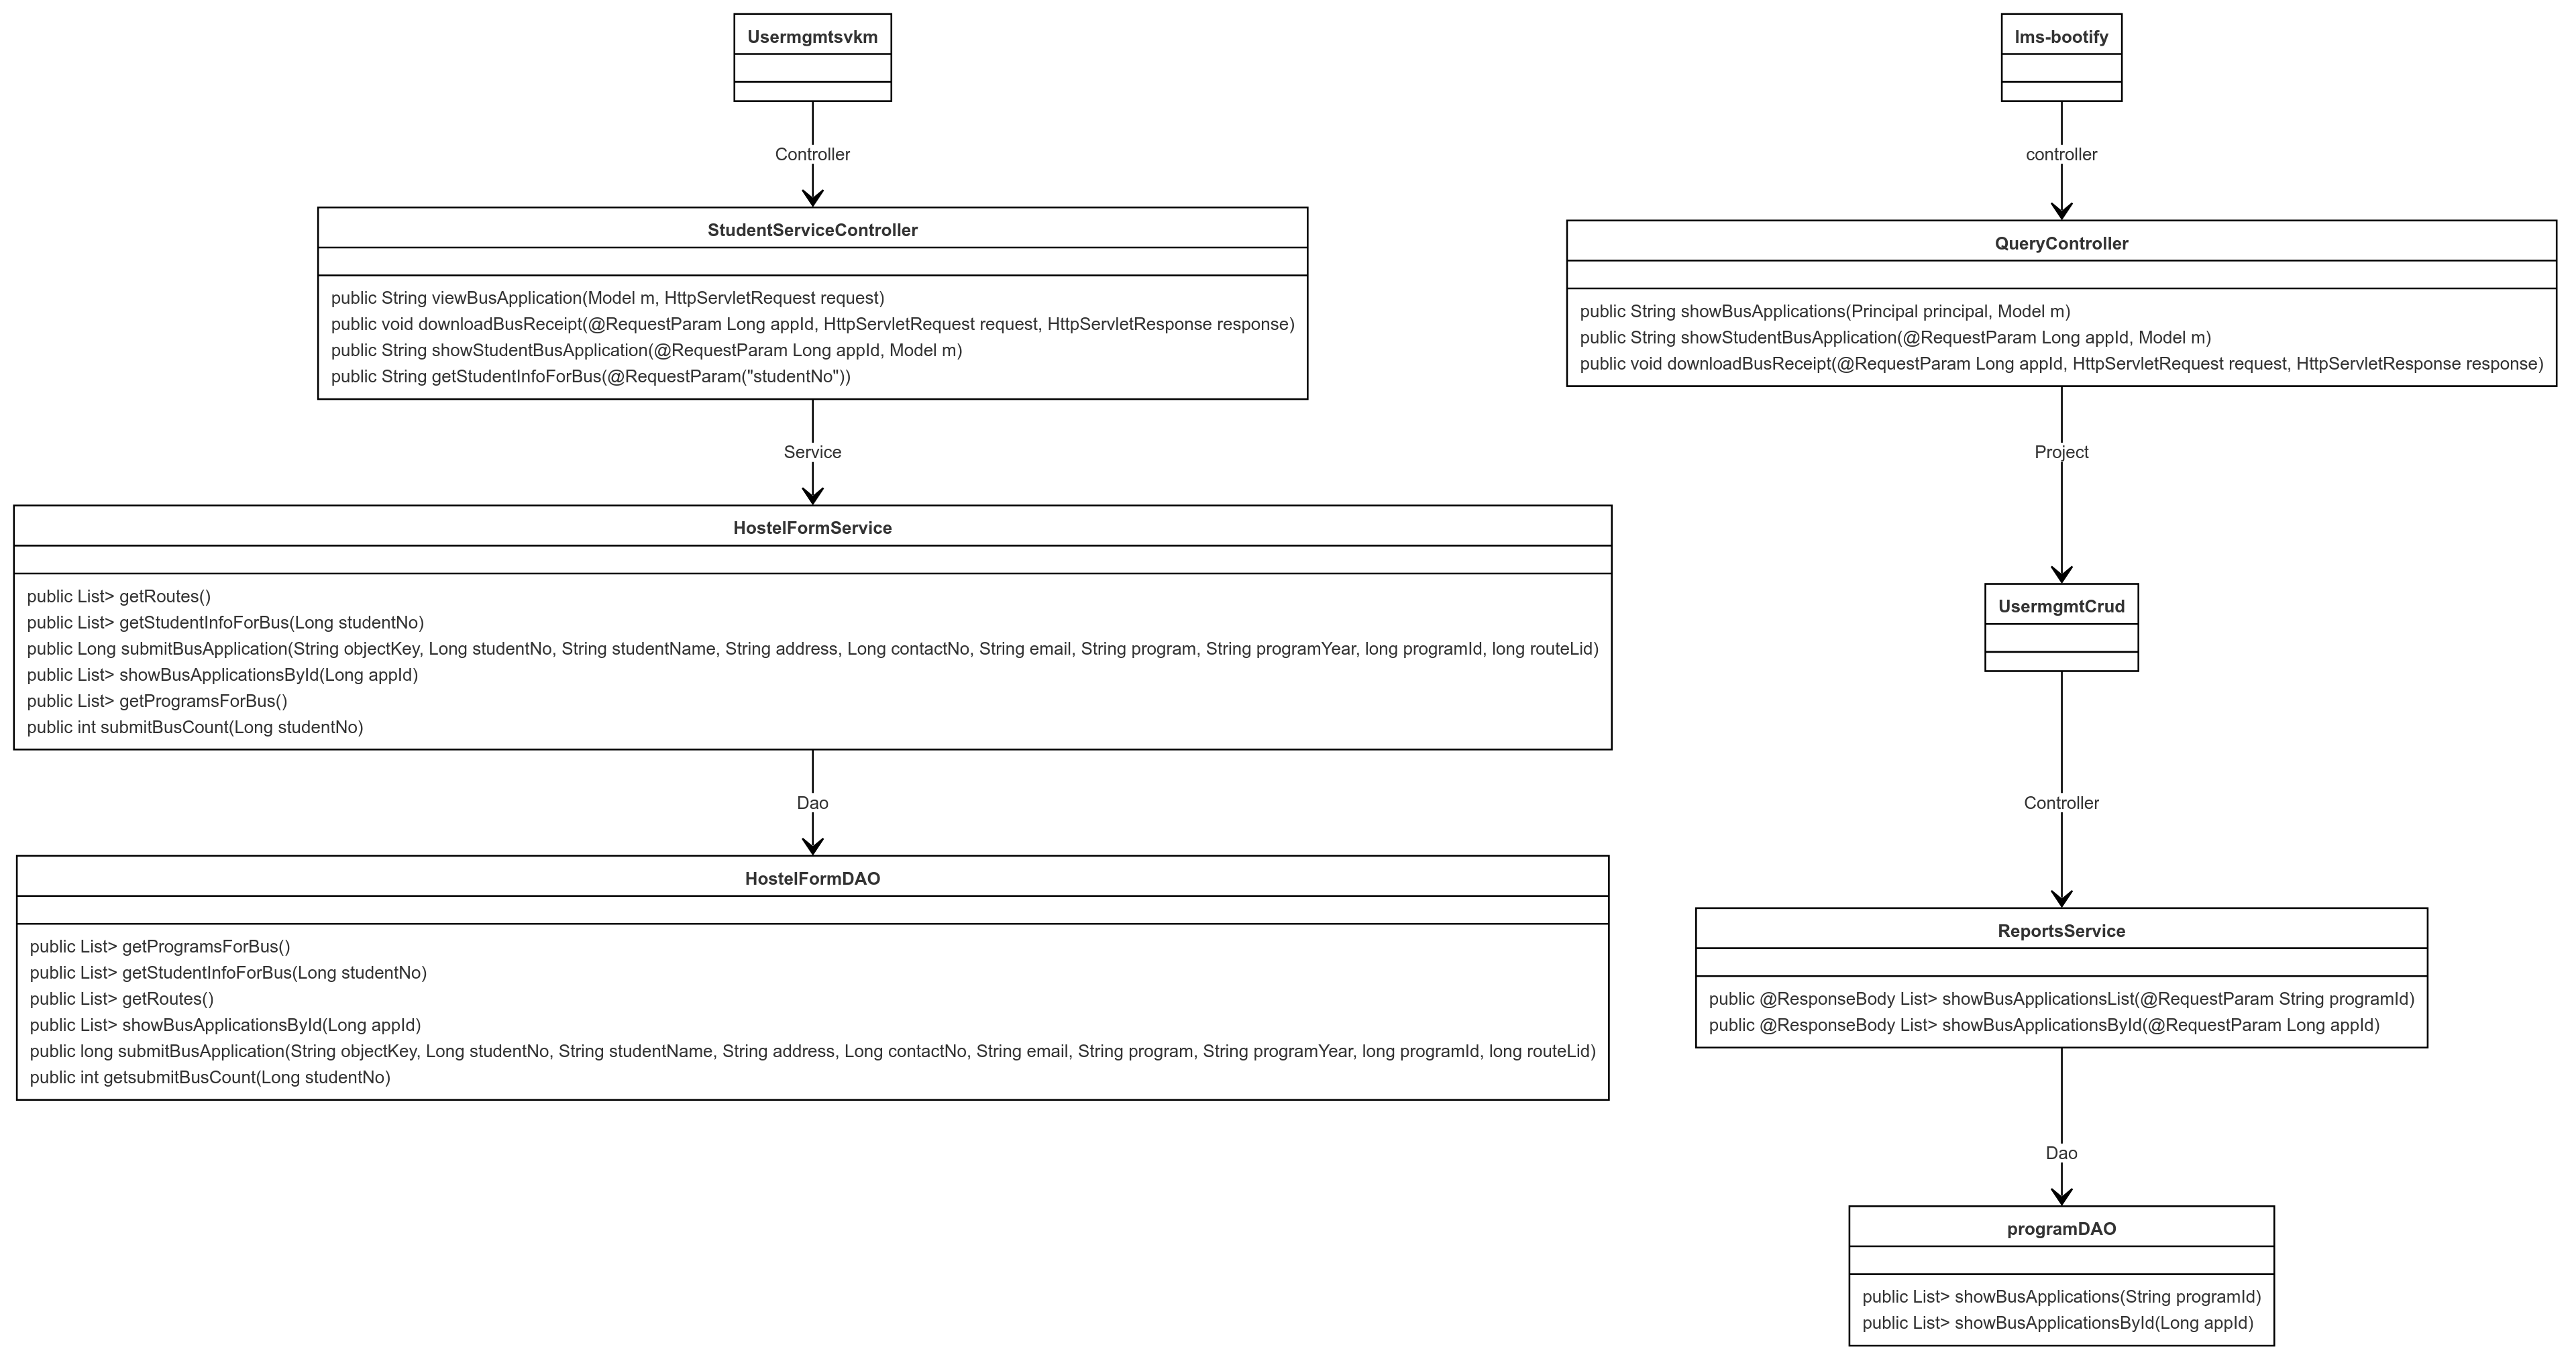 Usermgmtsvkm
Controller
StudentServiceController
public String viewBusApplication(Model m, HttpServletRequest request)
public void downloadBusReceipt(@RequestParam Long appId, HttpServletRequest request, HttpServletResponse response)
public String showStudentBusApplication(@RequestParam Long appId, Model m)
public String getStudentInfoForBus(@RequestParam("studentNo"))
Service
HostelFormService
public List> getRoutes()
public List> getStudentInfoForBus(Long studentNo)
public Long submitBusApplication(String objectKey, Long studentNo, String studentName, String address, Long contactNo, String email, String program, String programYear, long programId, long routeLid)
public List> showBusApplicationsById(Long appId)
public List> getProgramsForBus()
public int submitBusCount(Long studentNo)
Dao
HostelFormDAO
public List> getProgramsForBus()
public List> getStudentInfoForBus(Long studentNo)
public List> getRoutes()
public List> showBusApplicationsById(Long appId)
public long submitBusApplication(String objectKey, Long studentNo, String studentName, String address, Long contactNo, String email, String program, String programYear, long programId, long routeLid)
public int getsubmitBusCount(Long studentNo)
lms-bootify
controller
QueryController
public String showBusApplications(Principal principal, Model m)
public String showStudentBusApplication(@RequestParam Long appId, Model m)
public void downloadBusReceipt(@RequestParam Long appId, HttpServletRequest request, HttpServletResponse response)
Project
UsermgmtCrud
Controller
ReportsService
public @ResponseBody List> showBusApplicationsList(@RequestParam String programId)
public @ResponseBody List> showBusApplicationsById(@RequestParam Long appId)
Dao
programDAO
public List> showBusApplications(String programId)
public List> showBusApplicationsById(Long appId)